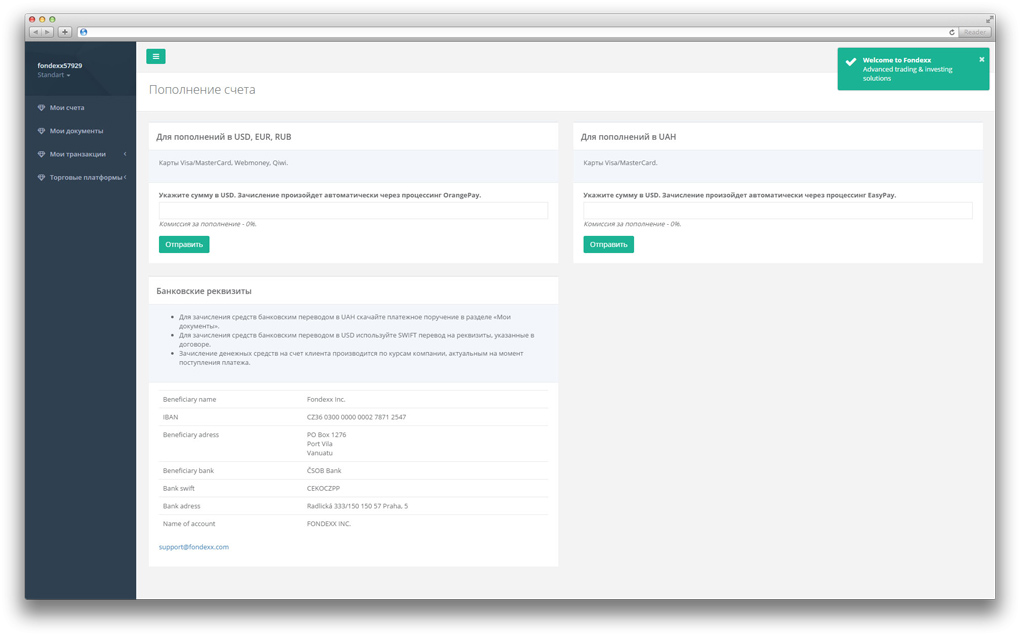 Reader
fondexx57929
Standart
Мои счета
Мои документы
Мои транзакции
Торговые платформы
Welcome to Fondexx
Advanced trading & investing
solutions
Пополнение счета
Для пополнений в USD, EUR, RUB
Карты Visa/MasterCard, Webmoney, Qiwi.
Укажите сумму в USD. Зачисление произойдет автоматически через процессинг OrangePay.
Комиссия за пополнение - 0%.
Отправить
Для пополнений в UAH
Карты Visa/MasterCard.
Укажите сумму в USD. Зачисление произойдет автоматически через процессинг EasyPay.
Комиссия за пополнение - 0%.
Отправить
Банковские реквизиты
Для зачисления средств банковским переводом в UAH скачайте платежное поручение в разделе «Мои
документы».
Для зачисления средств банковским переводом в USD используйте SWIFT перевод на реквизиты, указанные в
договоре.
Зачисление денежных средств на счет клиента производится по курсам компании, актуальным на момент
поступления платежа.
Beneficiary name Fondexx Inc.
IBAN CZ36 0300 0000 0002 7871 2547
Beneficiary adress PO Box 1276
Port Vila
Vanuatu
Beneficiary bank ČSOB Bank
Bank swift CEKOCZPP
Bank adress Radlická 333/150 150 57 Praha, 5
Name of account FONDEXX INC.
support@fondexx.com